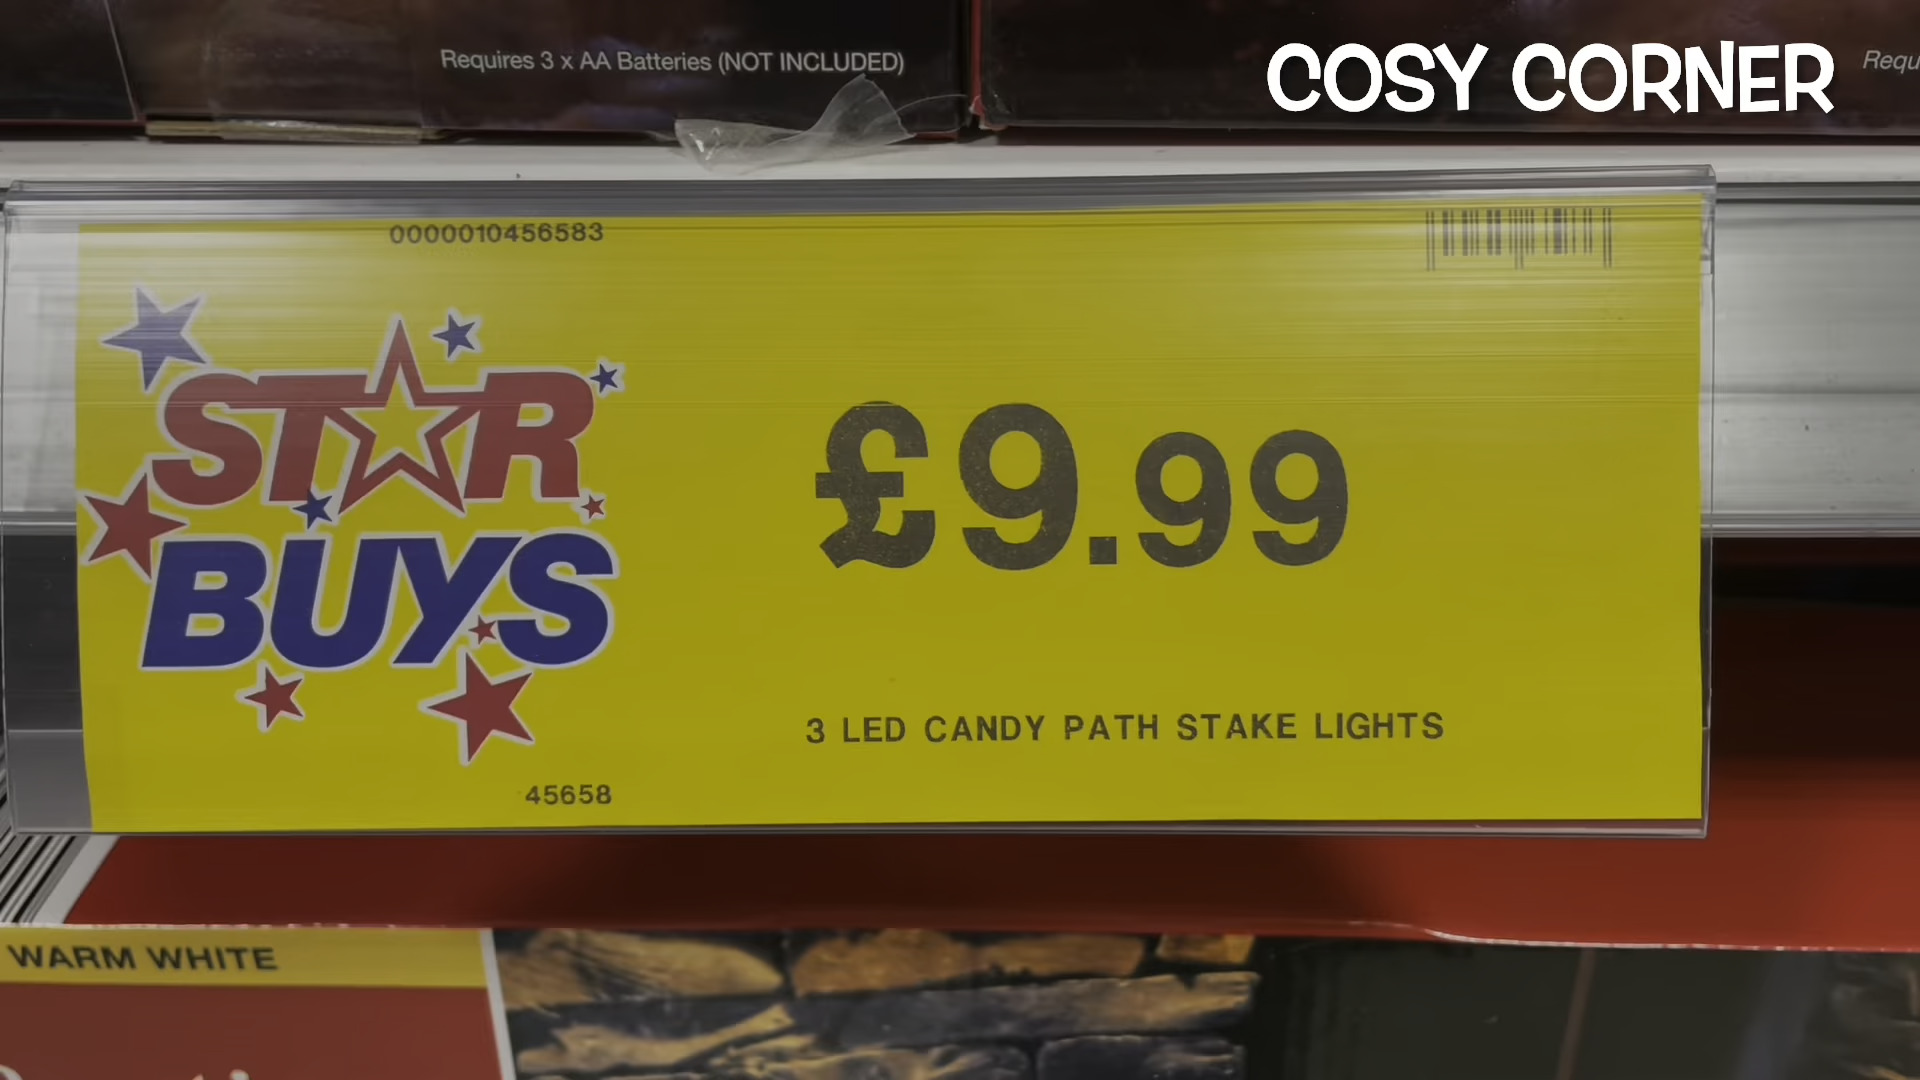 Requires 3 x AA Batteries (NOT INCLUDED)
COSY CORNER
0000010456583
STAR
BUYS
£9.99
3 LED CANDY PATH STAKE LIGHTS
45658
WARM WHITE